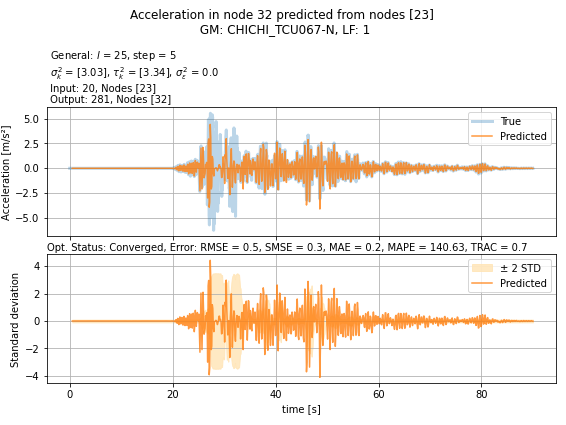 Acceleration in node 32 predicted from nodes [23]
GM: CHICHI_TCU067-N, LF: 1
General: l = 25, step = 5
σ²ₖ = [3.03], τ²ₖ = [3.34], σ²ε = 0.0
Input: 20, Nodes [23]
Output: 281, Nodes [32]
Acceleration [m/s²]
5.0
2.5
0.0
−2.5
−5.0
True
Predicted
Opt. Status: Converged, Error: RMSE = 0.5, SMSE = 0.3, MAE = 0.2, MAPE = 140.63, TRAC = 0.7
Standard deviation
4
2
0
−2
−4
± 2 STD
Predicted
0 20 40 60 80
time [s]